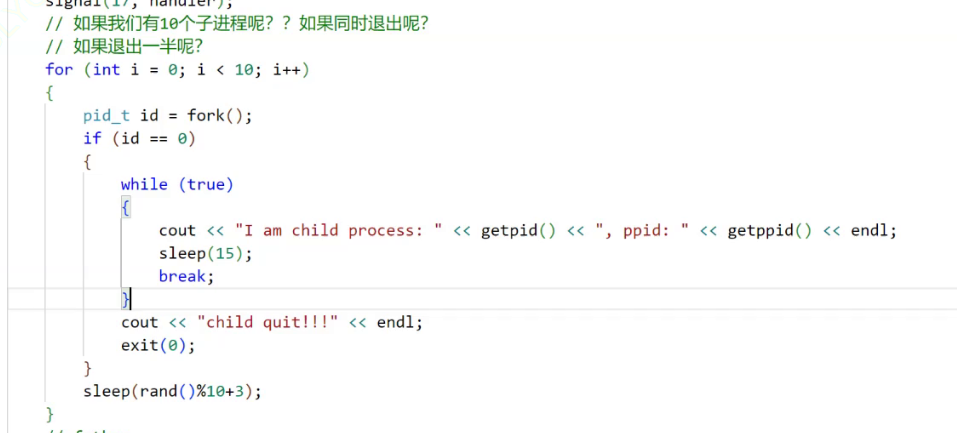 signal(17, handler);
// 如果我们有10个子进程呢？？如果同时退出呢？
// 如果退出一半呢？
for (int i = 0; i < 10; i++)
{
pid_t id = fork();
if (id == 0)
{
while (true)
{
cout << "I am child process: " << getpid() << ", ppid: " << getppid() << endl;
sleep(15);
break;
}
cout << "child quit!!!" << endl;
exit(0);
}
sleep(rand()%10+3);
}
//